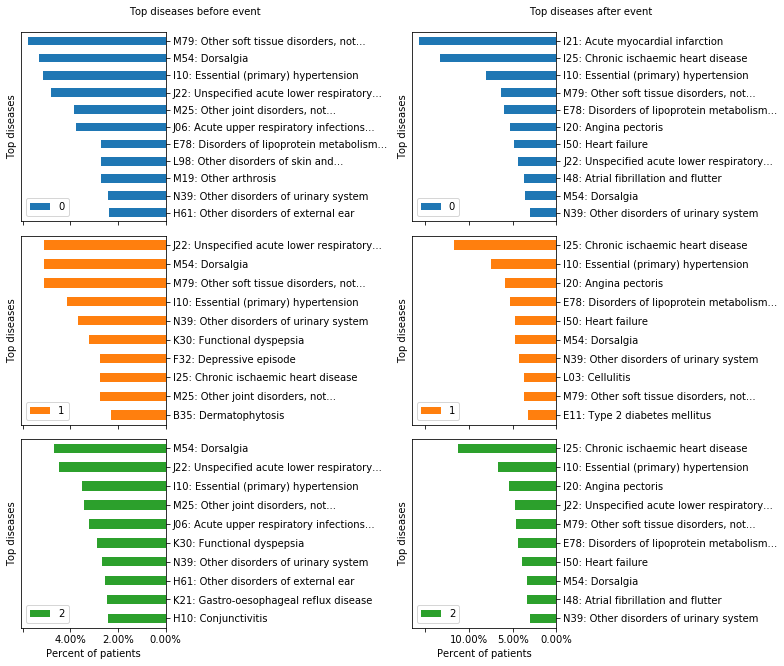 Top diseases before event
Top diseases
M79: Other soft tissue disorders, not...
M54: Dorsalgia
I10: Essential (primary) hypertension
J22: Unspecified acute lower respiratory...
M25: Other joint disorders, not...
J06: Acute upper respiratory infections...
E78: Disorders of lipoprotein metabolism...
L98: Other disorders of skin and...
M19: Other arthrosis
N39: Other disorders of urinary system
H61: Other disorders of external ear
0
Top diseases
J22: Unspecified acute lower respiratory...
M54: Dorsalgia
M79: Other soft tissue disorders, not...
I10: Essential (primary) hypertension
N39: Other disorders of urinary system
K30: Functional dyspepsia
F32: Depressive episode
I25: Chronic ischaemic heart disease
M25: Other joint disorders, not...
B35: Dermatophytosis
1
Top diseases
M54: Dorsalgia
J22: Unspecified acute lower respiratory...
I10: Essential (primary) hypertension
M25: Other joint disorders, not...
J06: Acute upper respiratory infections...
K30: Functional dyspepsia
N39: Other disorders of urinary system
H61: Other disorders of external ear
K21: Gastro-oesophageal reflux disease
H10: Conjunctivitis
2
4.00% 2.00% 0.00%
Percent of patients
Top diseases after event
Top diseases
I21: Acute myocardial infarction
I25: Chronic ischaemic heart disease
I10: Essential (primary) hypertension
M79: Other soft tissue disorders, not...
E78: Disorders of lipoprotein metabolism...
I20: Angina pectoris
I50: Heart failure
J22: Unspecified acute lower respiratory...
I48: Atrial fibrillation and flutter
M54: Dorsalgia
N39: Other disorders of urinary system
0
Top diseases
I25: Chronic ischaemic heart disease
I10: Essential (primary) hypertension
I20: Angina pectoris
E78: Disorders of lipoprotein metabolism...
I50: Heart failure
M54: Dorsalgia
N39: Other disorders of urinary system
L03: Cellulitis
M79: Other soft tissue disorders, not...
E11: Type 2 diabetes mellitus
1
Top diseases
I25: Chronic ischaemic heart disease
I10: Essential (primary) hypertension
I20: Angina pectoris
J22: Unspecified acute lower respiratory...
M79: Other soft tissue disorders, not...
E78: Disorders of lipoprotein metabolism...
I50: Heart failure
M54: Dorsalgia
I48: Atrial fibrillation and flutter
N39: Other disorders of urinary system
2
10.00% 5.00% 0.00%
Percent of patients